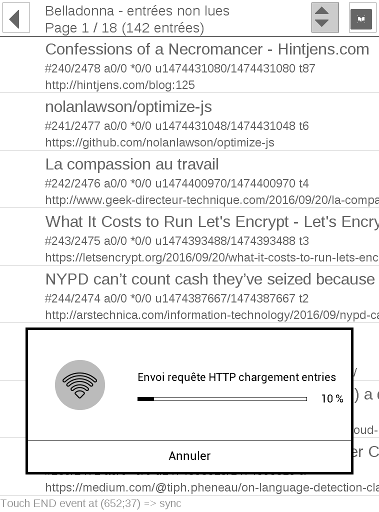 Belladonna - entrées non lues
Page 1 / 18 (142 entrées)
Confessions of a Necromancer - Hintjens.com
#240/2478 a0/0 *0/0 u1474431080/1474431080 t87
http://hintjens.com/blog:125
nolanlawson/optimize-js
#241/2477 a0/0 *0/0 u1474431048/1474431048 t6
https://github.com/nolanlawson/optimize-js
La compassion au travail
#242/2476 a0/0 *0/0 u1474400970/1474400970 t4
http://www.geek-directeur-technique.com/2016/09/20/la-compa
What It Costs to Run Let's Encrypt - Let's Encry
#243/2475 a0/0 *0/0 u1474393488/1474393488 t3
https://letsencrypt.org/2016/09/20/what-it-costs-to-run-lets-enc
NYPD can't count cash they've seized because
#244/2474 a0/0 *0/0 u1474387667/1474387667 t2
http://arstechnica.com/information-technology/2016/09/nypd-ca
/
Envoi requête HTTP chargement entries
10 %
) a d
oud-
Annuler
er C
https://medium.com/@tiph.pheneau/on-language-detection-cla
Touch END event at (652;37) => sync